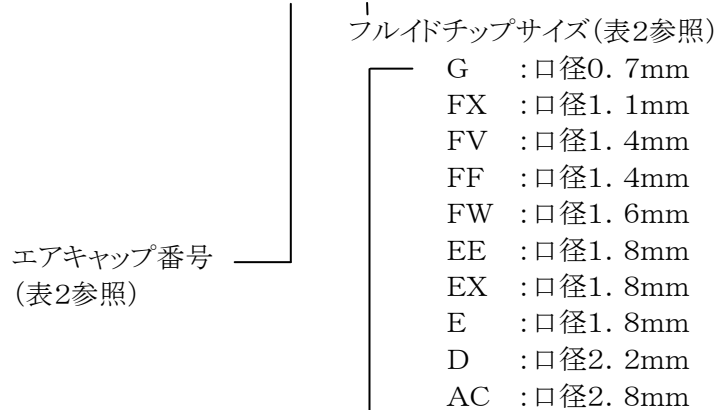 フルイドチップサイズ(表2参照)
G :口径0. 7mm
FX :口径1. 1mm
FV :口径1. 4mm
FF :口径1. 4mm
FW :口径1. 6mm
EE :口径1. 8mm
EX :口径1. 8mm
E :口径1. 8mm
D :口径2. 2mm
AC :口径2. 8mm
エアキャップ番号
(表2参照)